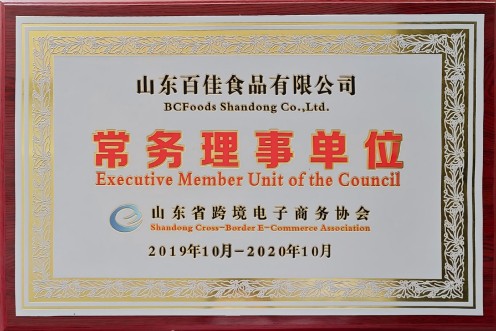 山东百佳食品有限公司
BCFoods Shandong Co.,Ltd.
常务理事单位
Executive Member Unit of the Council
山东省跨境电子商务协会
Shandong Cross-Border E-Commerce Association
2019年10月-2020年10月